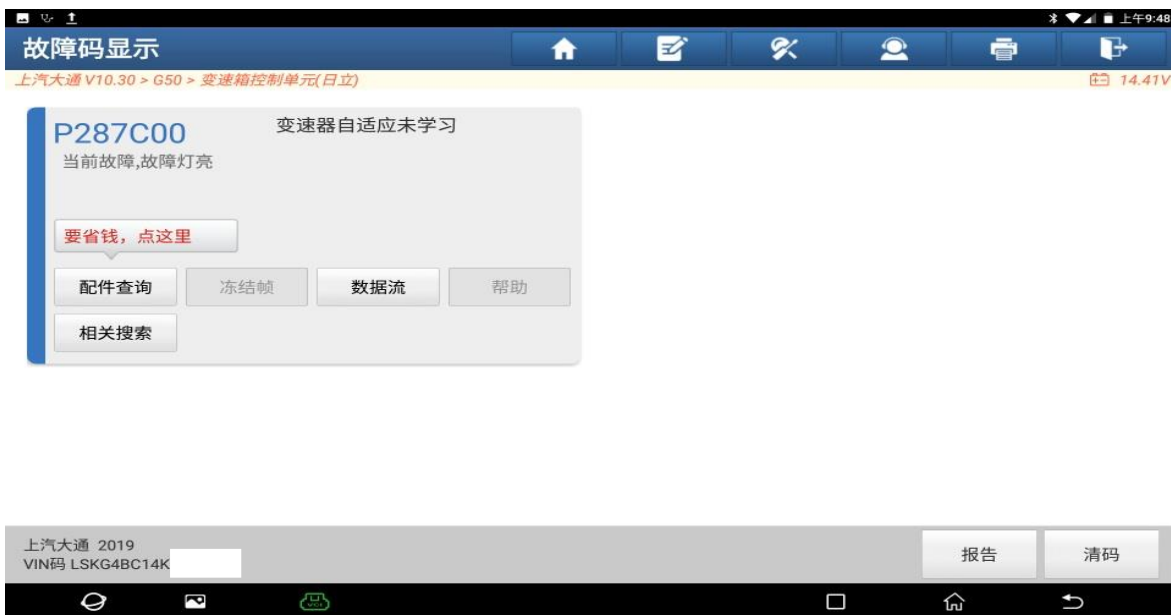 上午9:48
故障码显示
上汽大通 V10.30 > G50 > 变速箱控制单元(日立)
14.41V
P287C00
变速器自适应未学习
当前故障,故障灯亮
要省钱，点这里
配件查询
冻结帧
数据流
帮助
相关搜索
上汽大通 2019
VIN码 LSKG4BC14K
报告
清码
VCI